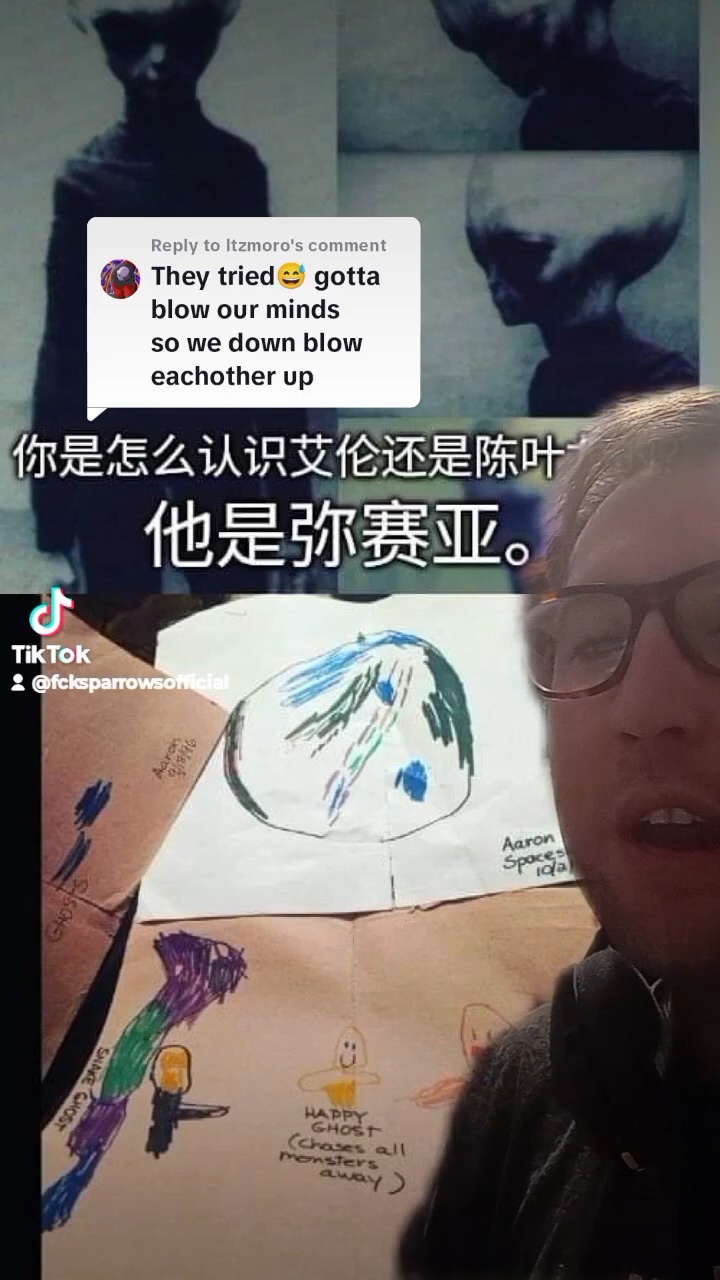 Reply to Itzmoro's comment
They tried😅 gotta
blow our minds
so we down blow
eachother up
你是怎么认识艾伦还是陈叶
他是弥赛亚。
TikTok
@fcksparrowsofficial
Aaron
GHOSTS
Aaron
SNAKE GHOST
HAPPY
GHOST
(chases all
monsters
away)